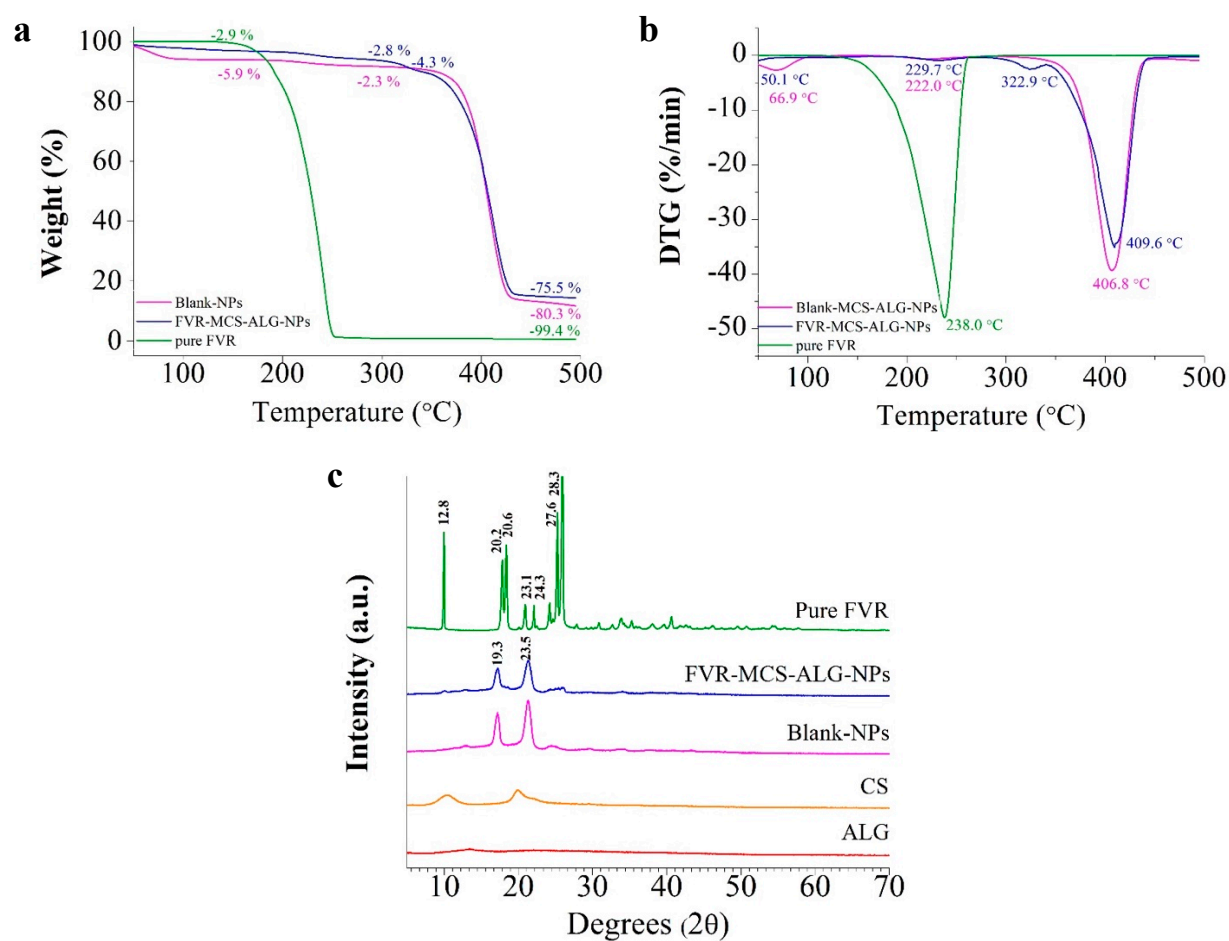 a
100
80
60
40
20
0
Weight (%)
-2.9 %
-5.9 %
-2.8 %
-4.3 %
-2.3 %
-75.5 %
-80.3 %
-99.4 %
Blank-NPs
FVR-MCS-ALG-NPs
pure FVR
100 200 300 400 500
Temperature (°C)
b
0
-10
-20
-30
-40
-50
DTG (%/min)
50.1 °C
66.9 °C
229.7 °C
222.0 °C
322.9 °C
409.6 °C
406.8 °C
238.0 °C
Blank-MCS-ALG-NPs
FVR-MCS-ALG-NPs
pure FVR
100 200 300 400 500
Temperature (°C)
c
Intensity (a.u.)
12.8
20.2
20.6
23.1
24.3
27.6
28.3
Pure FVR
19.3
23.5
FVR-MCS-ALG-NPs
Blank-NPs
CS
ALG
10 20 30 40 50 60 70
Degrees (2θ)